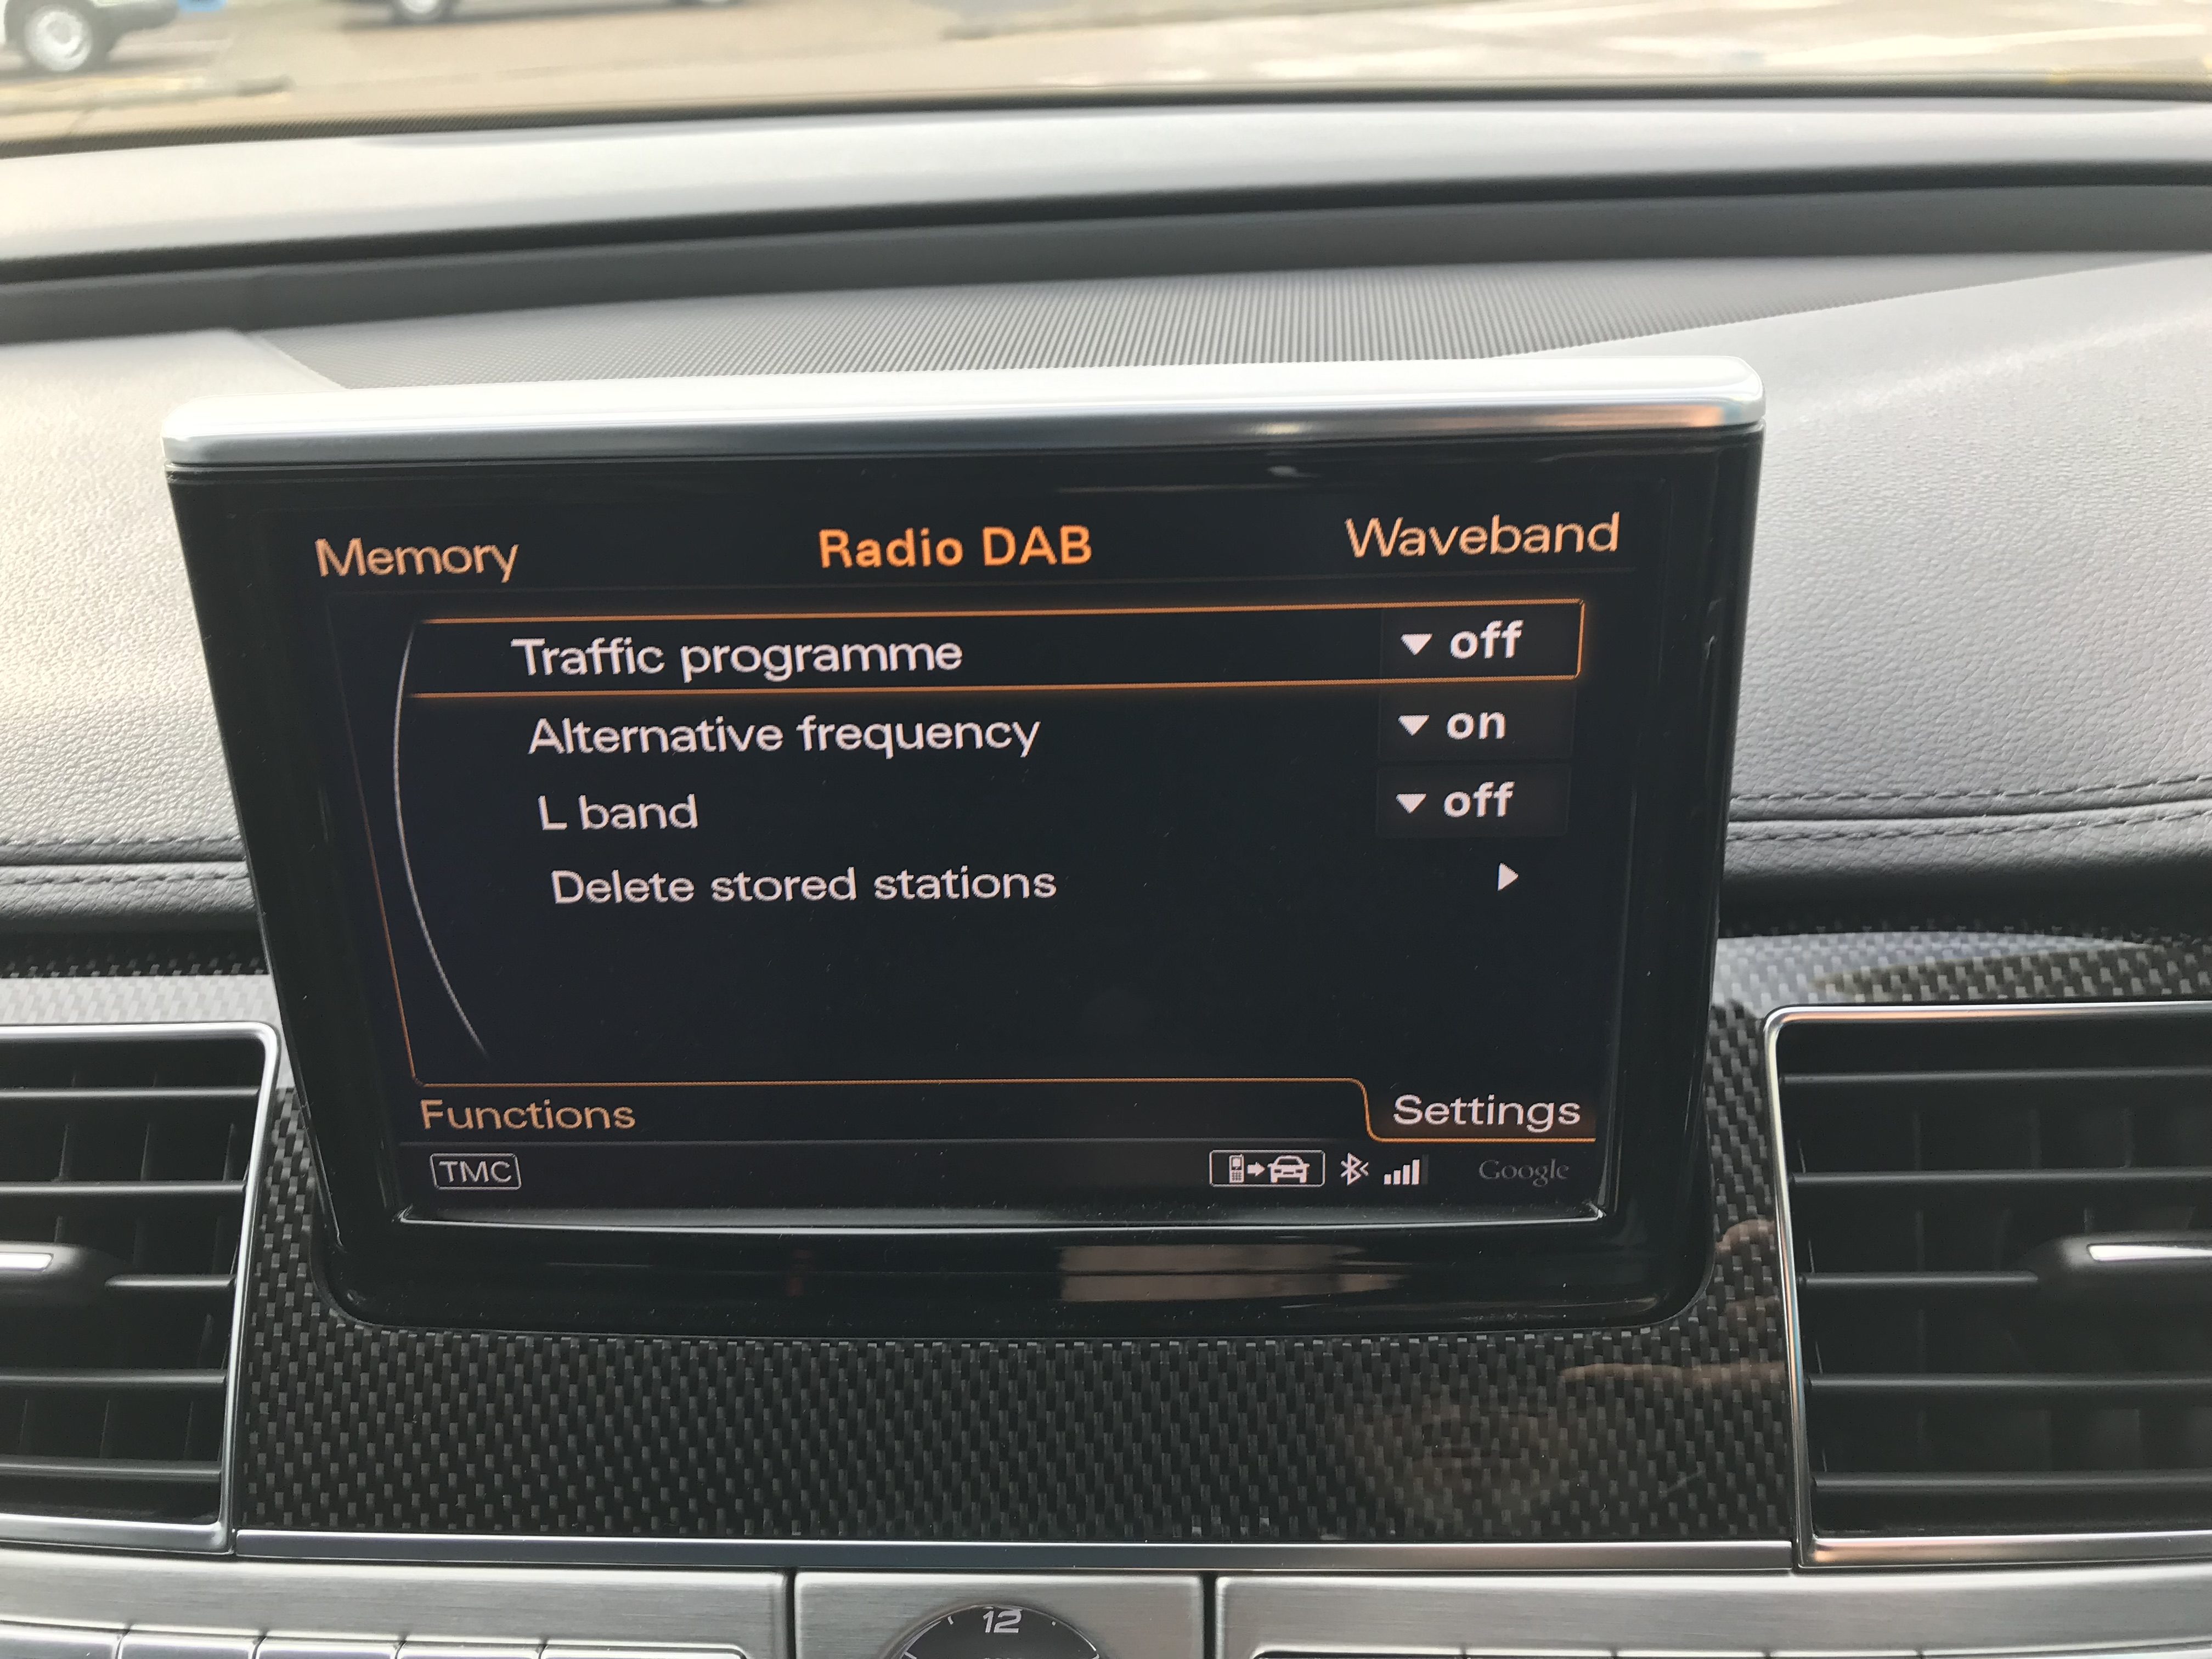 Memory Radio DAB Waveband
Traffic programme off
Alternative frequency on
L band off
Delete stored stations
Functions Settings
TMC Google
12